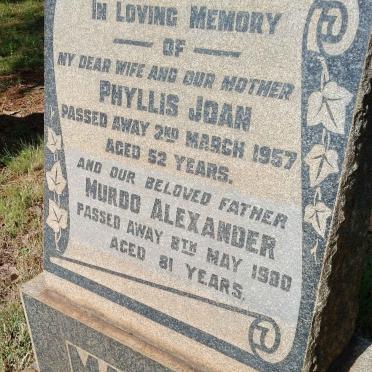 IN LOVING MEMORY
OF
MY DEAR WIFE AND OUR MOTHER
PHYLLIS JOAN
PASSED AWAY 2ND MARCH 1957
AGED 52 YEARS.
AND OUR BELOVED FATHER
MURDO ALEXANDER
PASSED AWAY 8TH MAY 1980
AGED 81 YEARS.